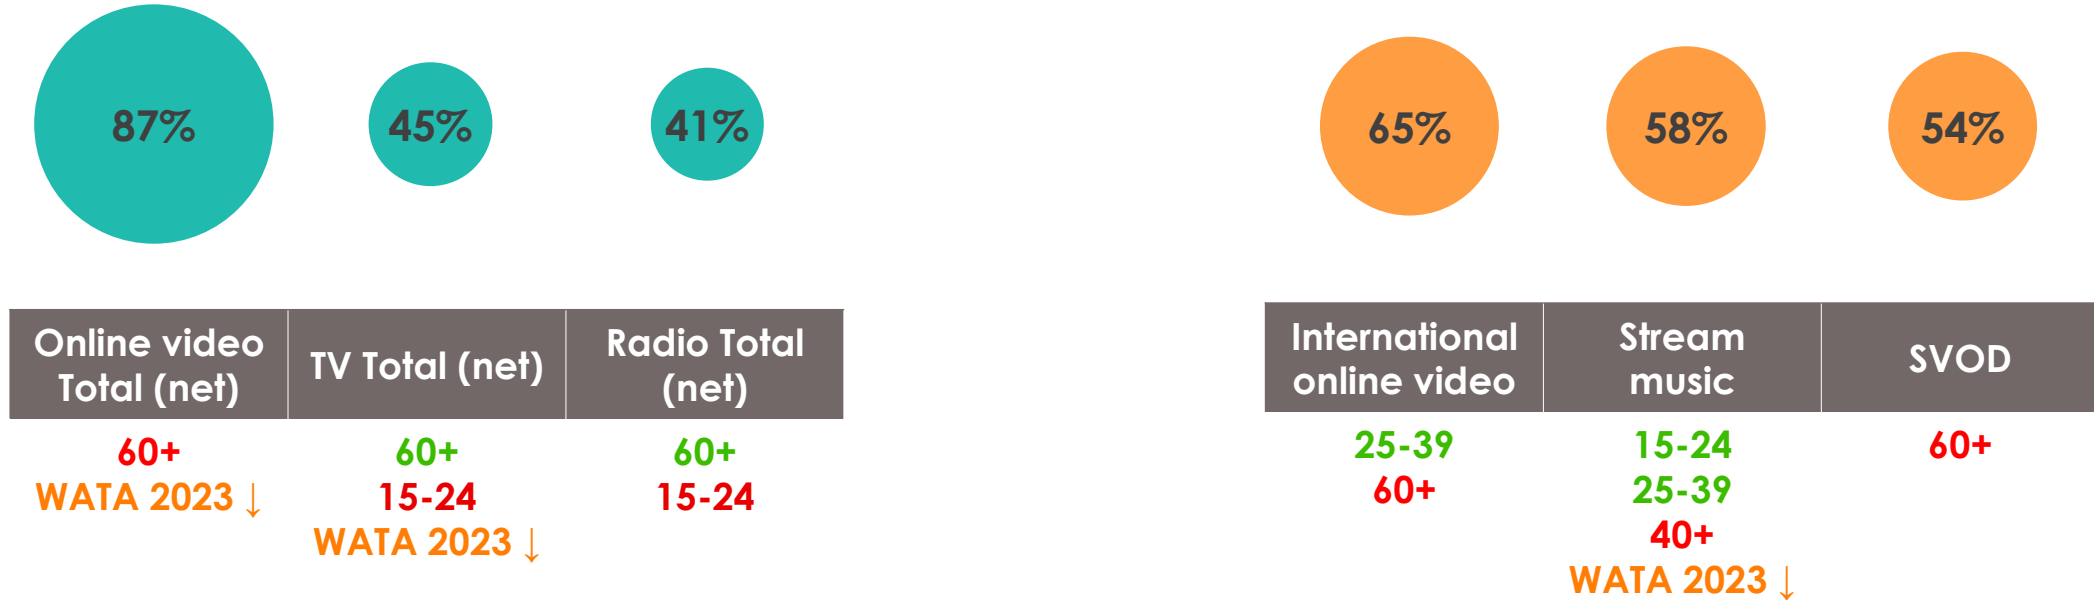 87%
45%
41%
65%
58%
54%
Online video
Total (net)
TV Total (net)
Radio Total
(net)
International
online video
Stream
music
SVOD
60+
WATA 2023 ↓
60+
15-24
WATA 2023 ↓
60+
15-24
25-39
60+
15-24
25-39
40+
WATA 2023 ↓
60+